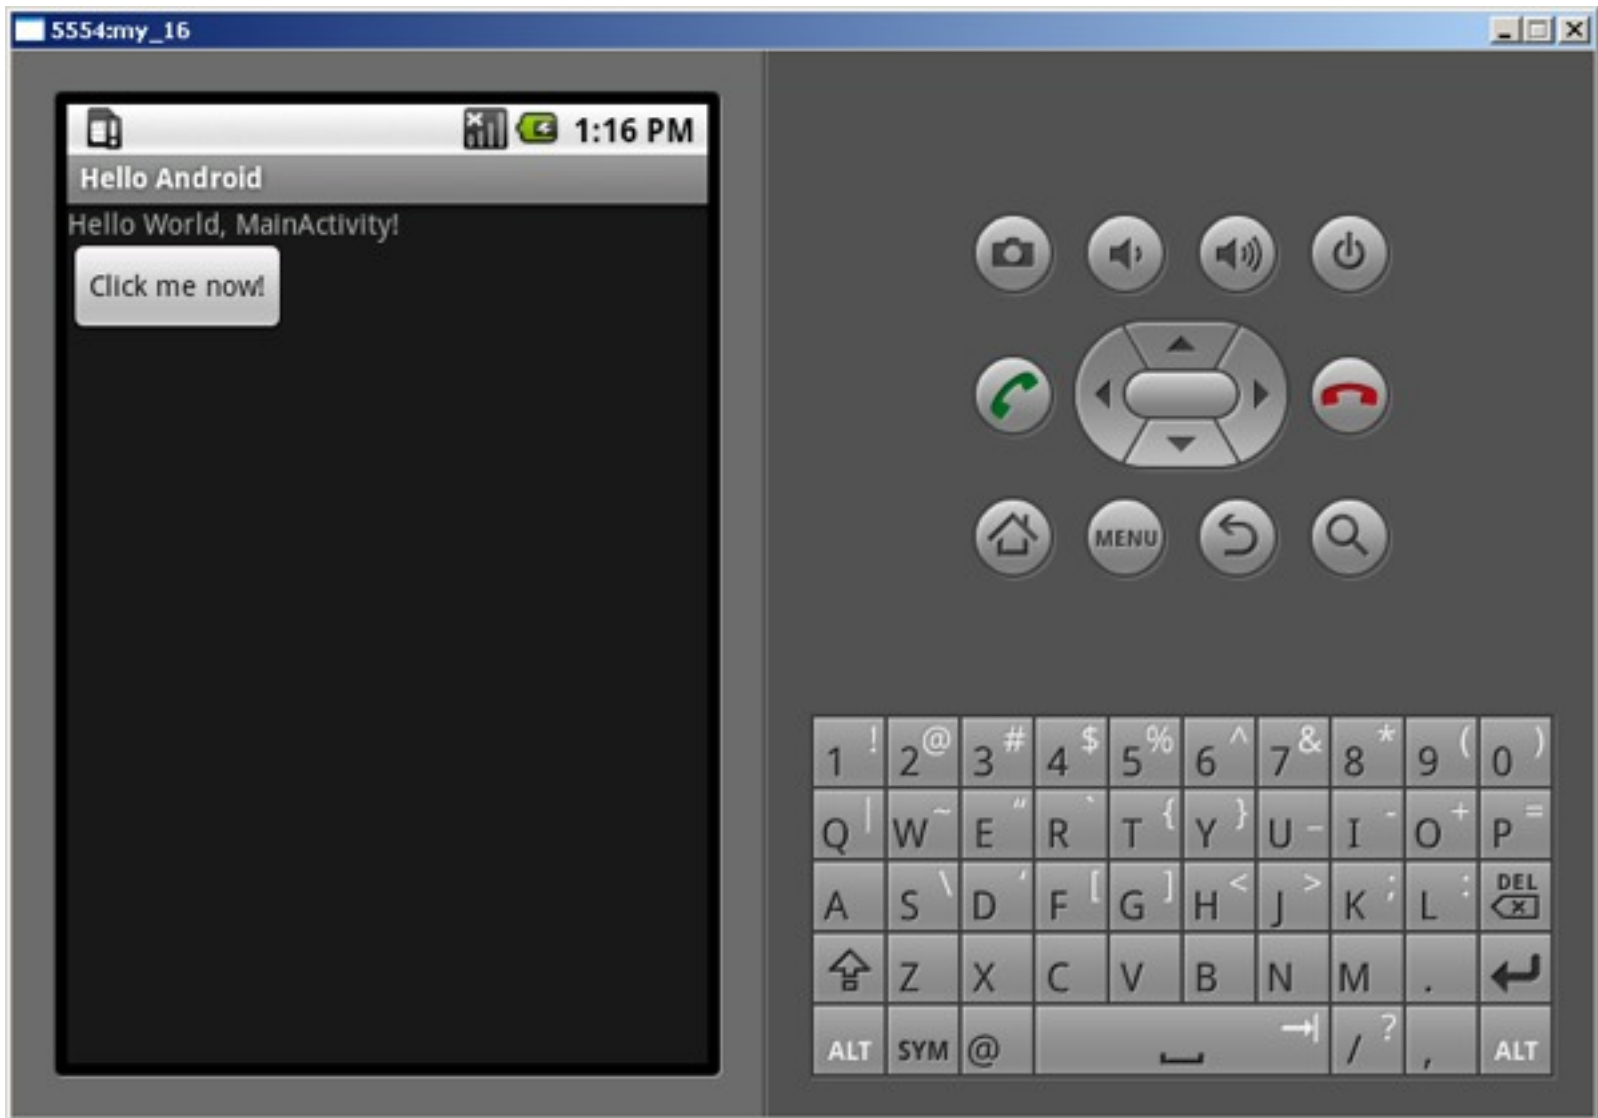 5554:my_16
1:16 PM
Hello Android
Hello World, MainActivity!
Click me now!
MENU
1 ! 2 @ 3 # 4 $ 5 % 6 ^ 7 & 8 * 9 ( 0 )
Q | W ~ E " R ` T { Y } U _ I - O + P =
A S \ D ' F [ G ] H < J > K ; L : DEL
Z X C V B N M .
ALT SYM @ / ? , ALT